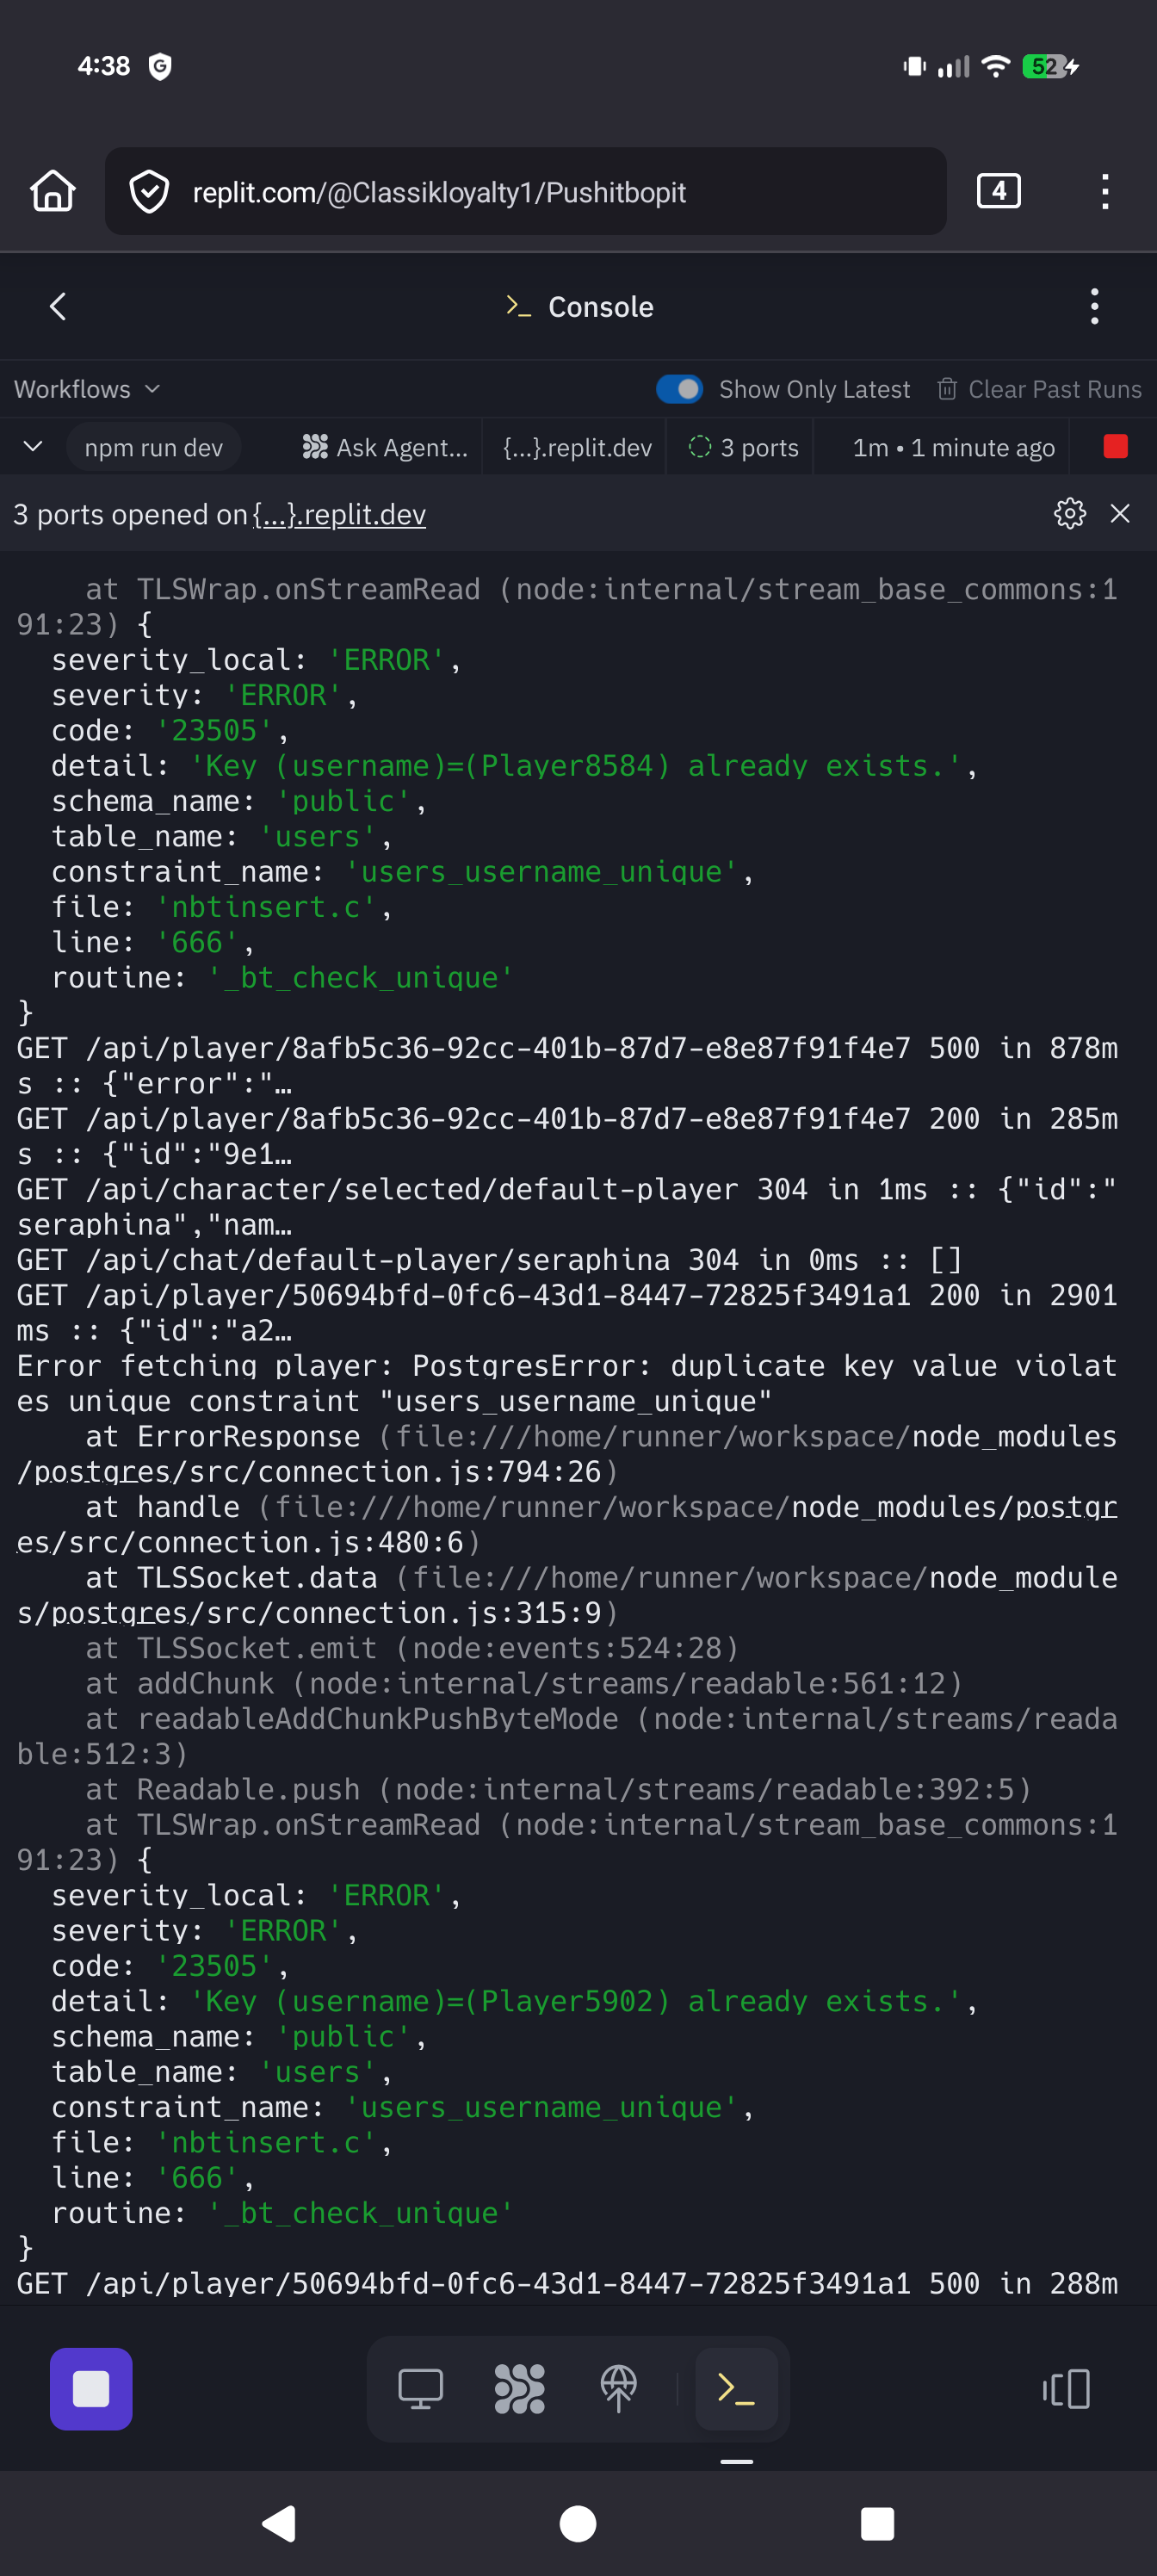 4:38
52
replit.com/@Classikloyalty1/Pushitbopit
4
>_ Console
Workflows
Show Only Latest
Clear Past Runs
npm run dev
Ask Agent...
{...}.replit.dev
3 ports
1m • 1 minute ago
3 ports opened on {...}.replit.dev
    at TLSWrap.onStreamRead (node:internal/stream_base_commons:1
91:23) {
  severity_local: 'ERROR',
  severity: 'ERROR',
  code: '23505',
  detail: 'Key (username)=(Player8584) already exists.',
  schema_name: 'public',
  table_name: 'users',
  constraint_name: 'users_username_unique',
  file: 'nbtinsert.c',
  line: '666',
  routine: '_bt_check_unique'
}
GET /api/player/8afb5c36-92cc-401b-87d7-e8e87f91f4e7 500 in 878m
s :: {"error":"…
GET /api/player/8afb5c36-92cc-401b-87d7-e8e87f91f4e7 200 in 285m
s :: {"id":"9e1…
GET /api/character/selected/default-player 304 in 1ms :: {"id":"
seraphina","nam…
GET /api/chat/default-player/seraphina 304 in 0ms :: []
GET /api/player/50694bfd-0fc6-43d1-8447-72825f3491a1 200 in 2901
ms :: {"id":"a2…
Error fetching player: PostgresError: duplicate key value violat
es unique constraint "users_username_unique"
    at ErrorResponse (file:///home/runner/workspace/node_modules
/postgres/src/connection.js:794:26)
    at handle (file:///home/runner/workspace/node_modules/postgr
es/src/connection.js:480:6)
    at TLSSocket.data (file:///home/runner/workspace/node_module
s/postgres/src/connection.js:315:9)
    at TLSSocket.emit (node:events:524:28)
    at addChunk (node:internal/streams/readable:561:12)
    at readableAddChunkPushByteMode (node:internal/streams/reada
ble:512:3)
    at Readable.push (node:internal/streams/readable:392:5)
    at TLSWrap.onStreamRead (node:internal/stream_base_commons:1
91:23) {
  severity_local: 'ERROR',
  severity: 'ERROR',
  code: '23505',
  detail: 'Key (username)=(Player5902) already exists.',
  schema_name: 'public',
  table_name: 'users',
  constraint_name: 'users_username_unique',
  file: 'nbtinsert.c',
  line: '666',
  routine: '_bt_check_unique'
}
GET /api/player/50694bfd-0fc6-43d1-8447-72825f3491a1 500 in 288m